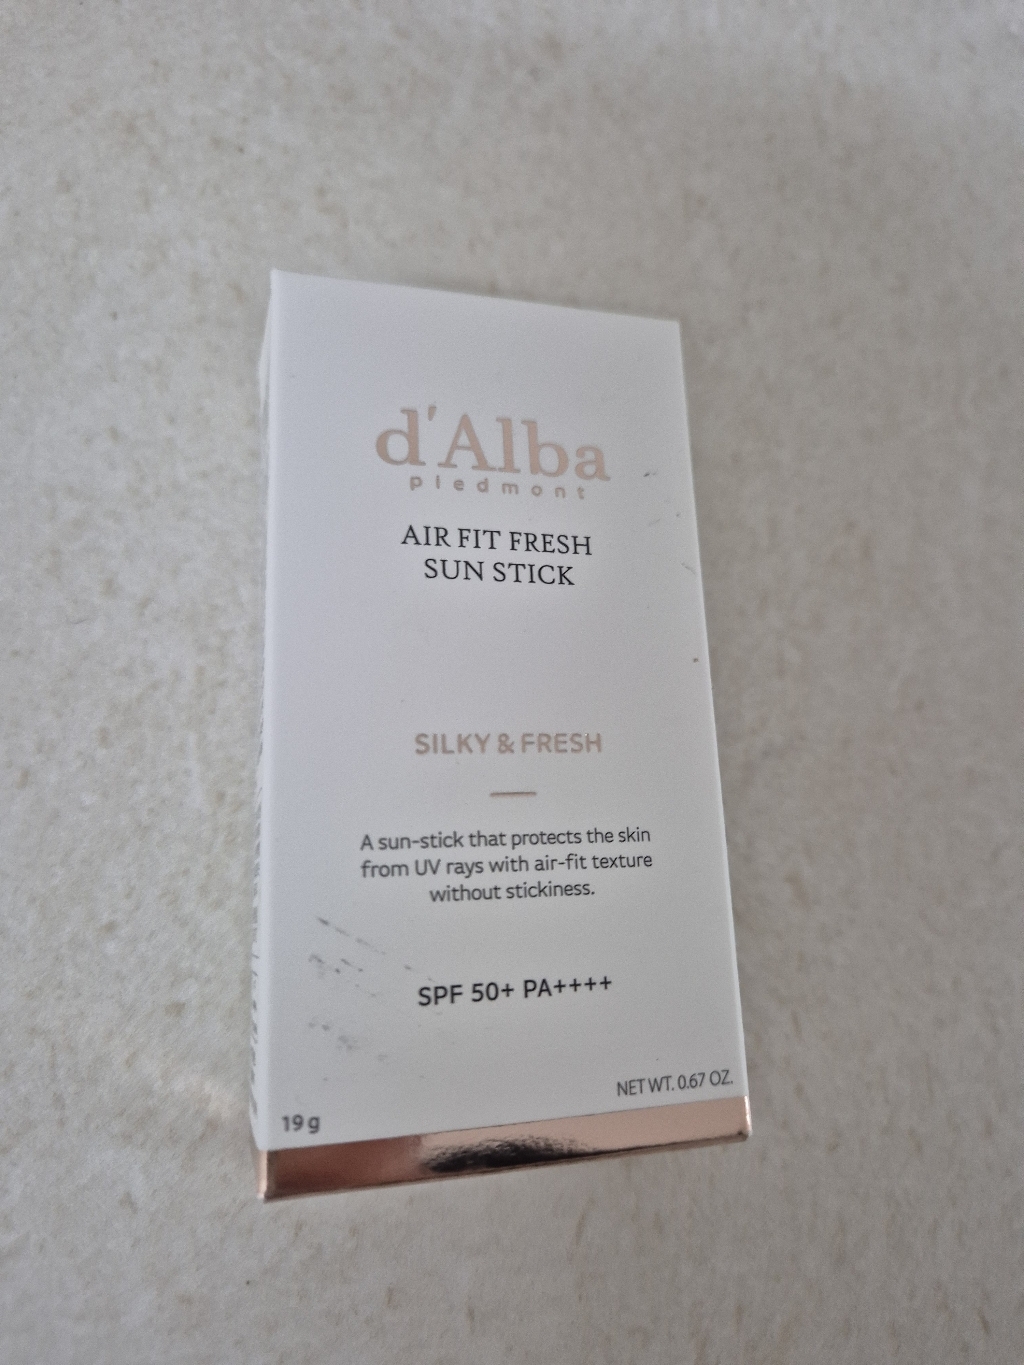 d'Alba
piedmont
AIR FIT FRESH
SUN STICK
SILKY & FRESH
A sun-stick that protects the skin
from UV rays with air-fit texture
without stickiness.
SPF 50+ PA++++
NET WT. 0.67 OZ.
19 g